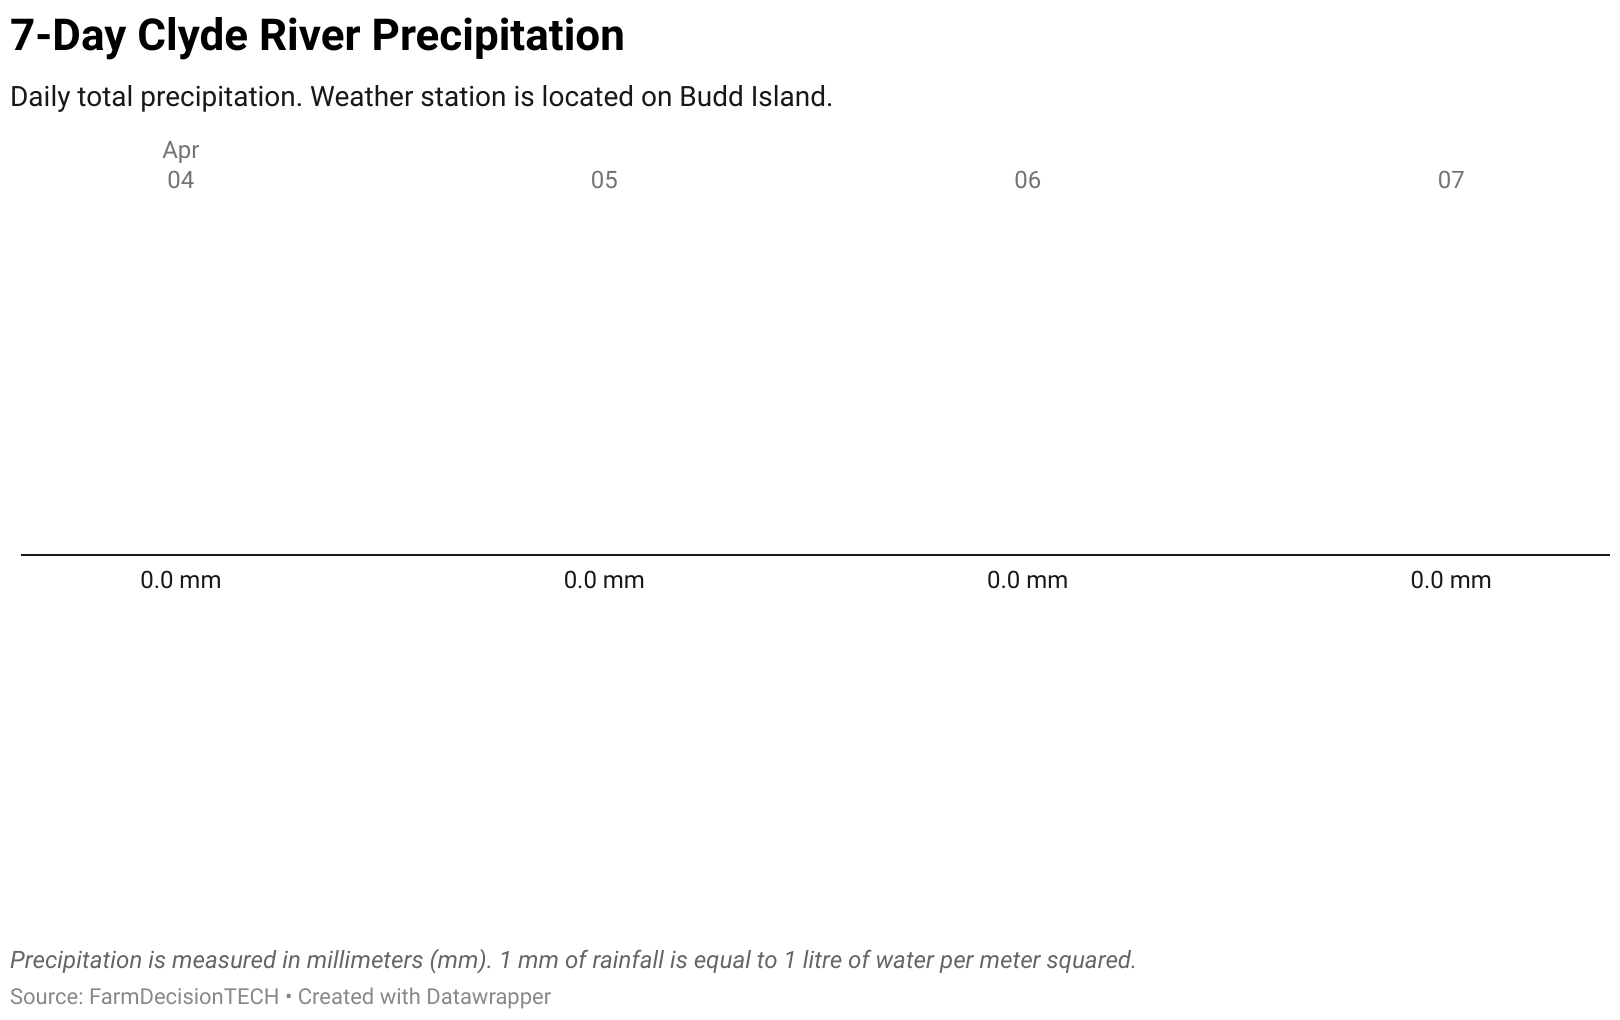 7-Day Clyde River Precipitation
Daily total precipitation. Weather station is located on Budd Island.
Apr
04 05 06 07
0.0 mm 0.0 mm 0.0 mm 0.0 mm
Precipitation is measured in millimeters (mm). 1 mm of rainfall is equal to 1 litre of water per meter squared.
Source: FarmDecisionTECH • Created with Datawrapper